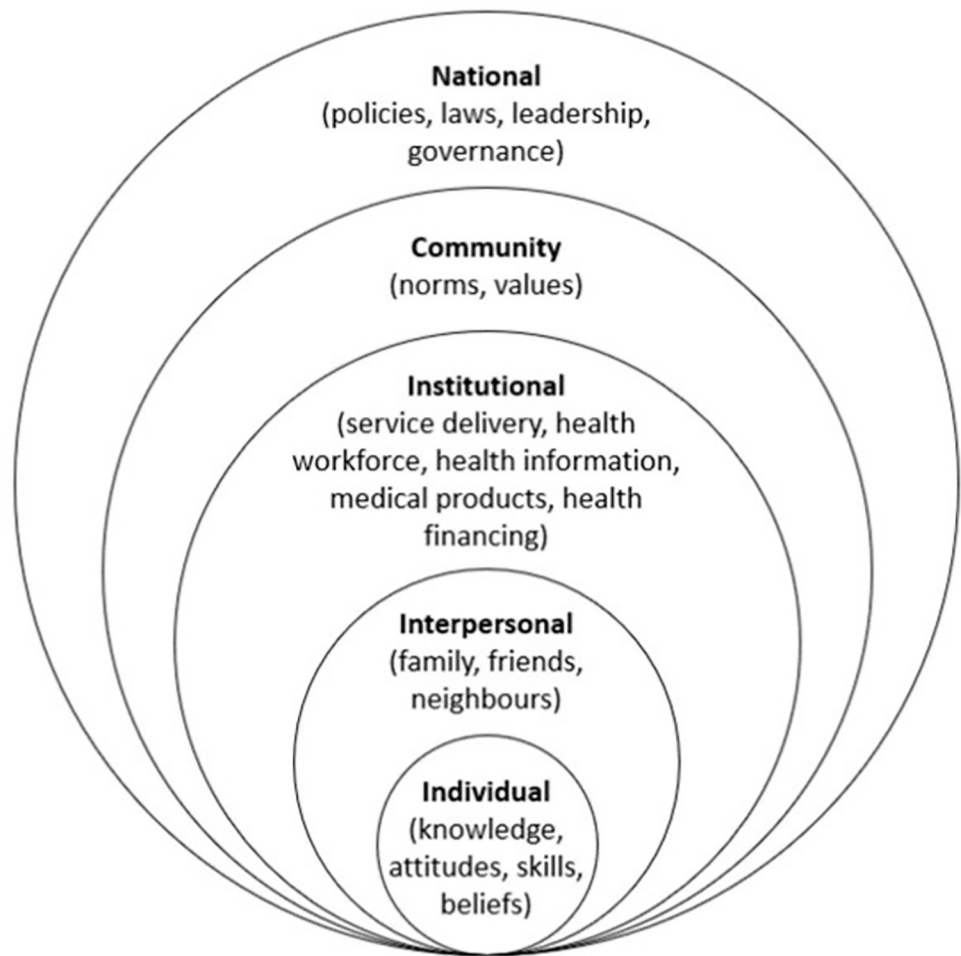 National
(policies, laws, leadership,
governance)
Community
(norms, values)
Institutional
(service delivery, health
workforce, health information,
medical products, health
financing)
Interpersonal
(family, friends,
neighbours)
Individual
(knowledge,
attitudes, skills,
beliefs)